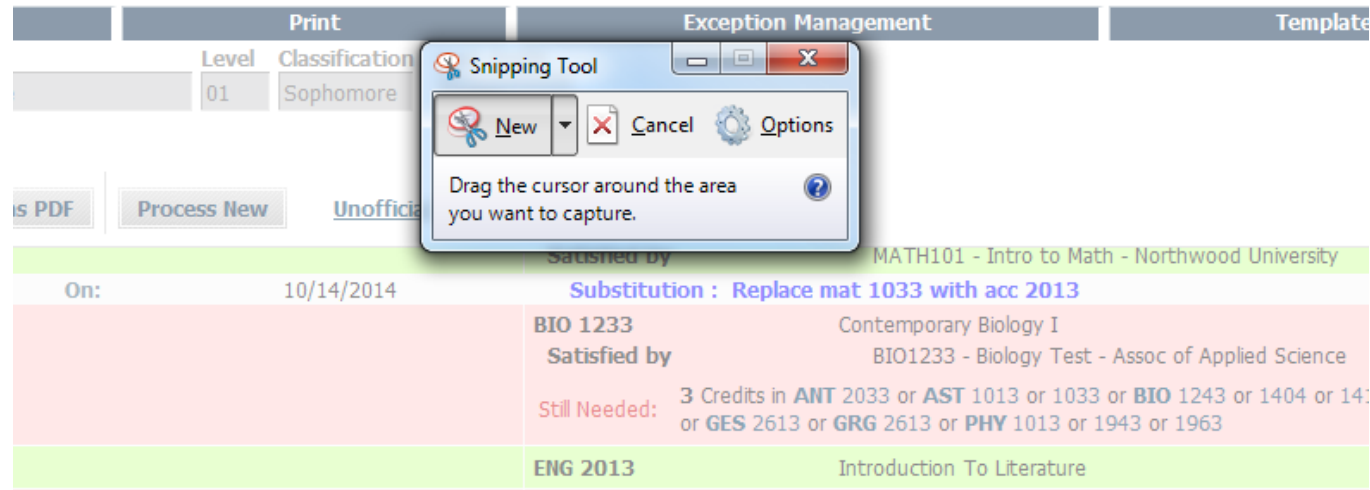 Print Exception Management Template
Level Classification
01 Sophomore
Snipping Tool
New Cancel Options
Drag the cursor around the area
you want to capture.
s PDF Process New Unofficia
Satisfied by MATH101 - Intro to Math - Northwood University
On: 10/14/2014 Substitution : Replace mat 1033 with acc 2013
BIO 1233 Contemporary Biology I
Satisfied by BIO1233 - Biology Test - Assoc of Applied Science
Still Needed: 3 Credits in ANT 2033 or AST 1013 or 1033 or BIO 1243 or 1404 or 141
or GES 2613 or GRG 2613 or PHY 1013 or 1943 or 1963
ENG 2013 Introduction To Literature